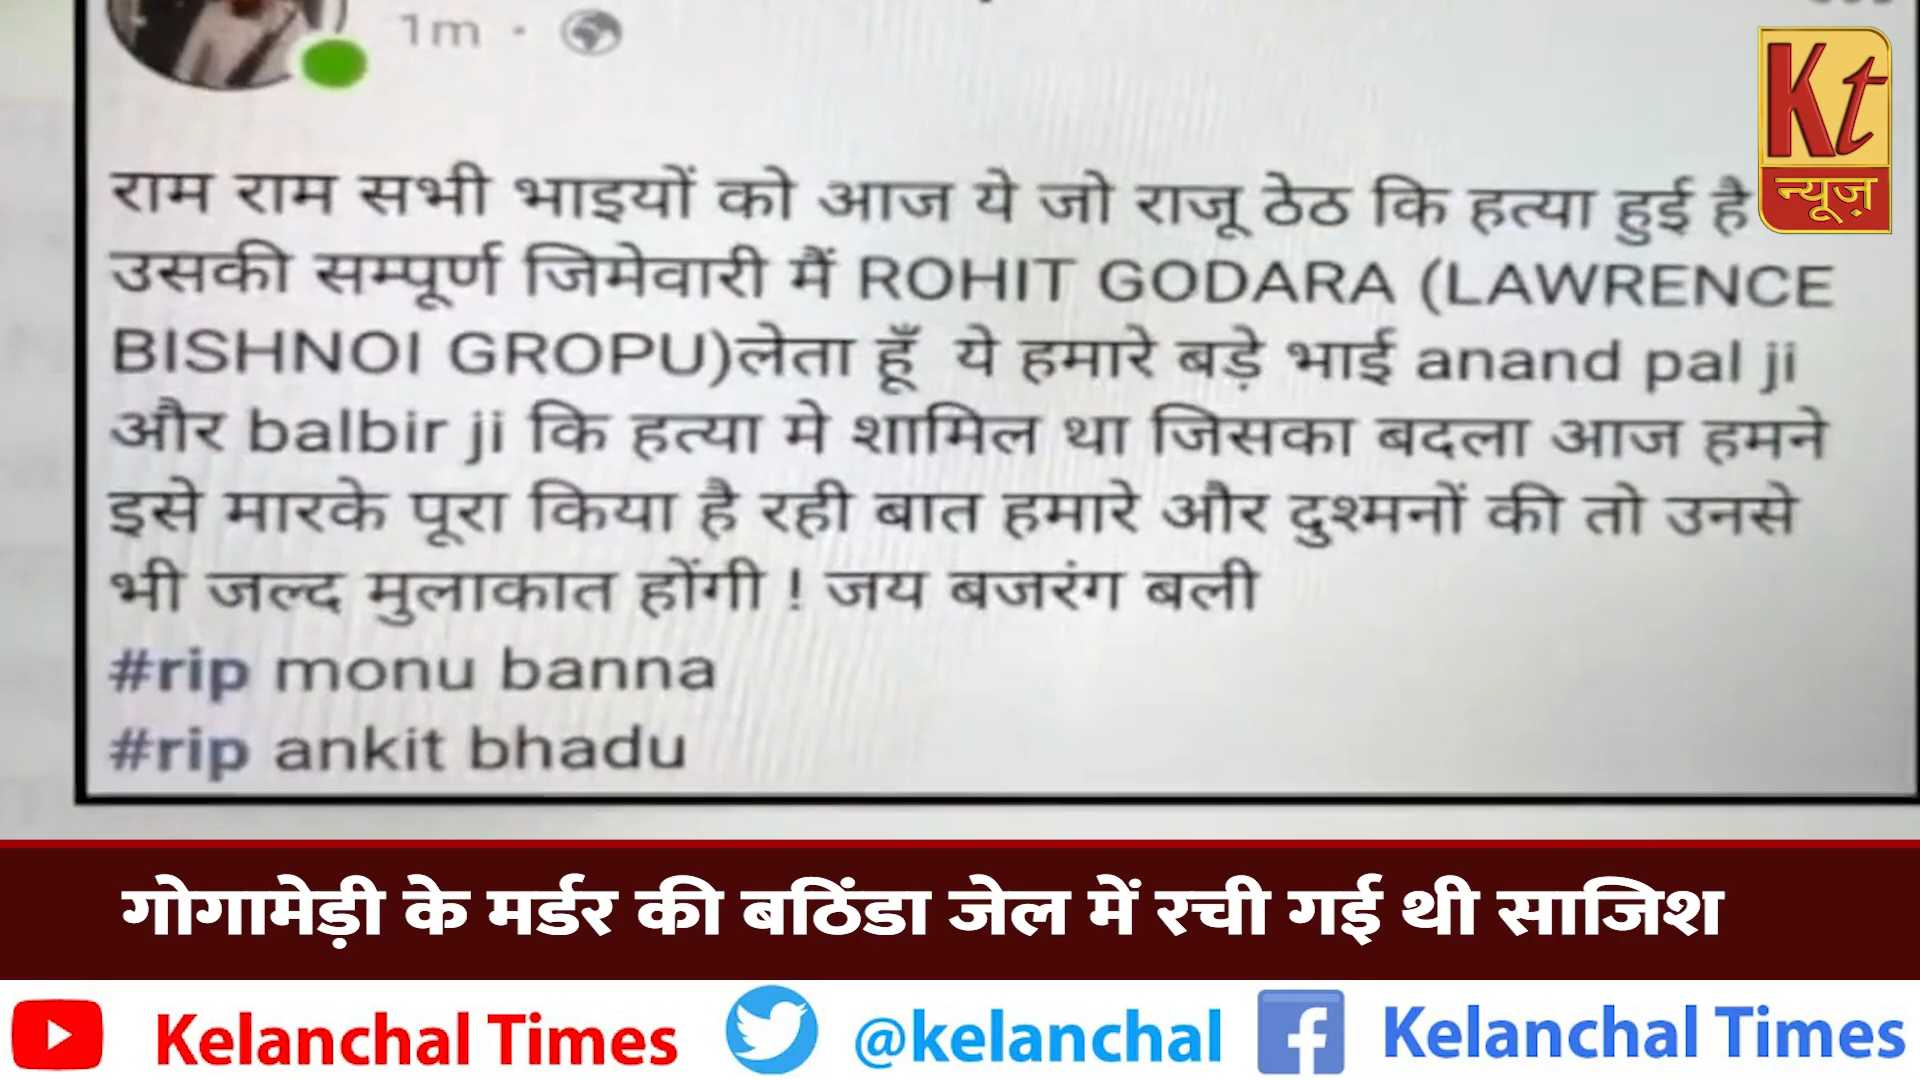 1m ·
Kt
न्यूज़
राम राम सभी भाइयों को आज ये जो राजू ठेठ कि हत्या हुई है
उसकी सम्पूर्ण जिमेवारी मैं ROHIT GODARA (LAWRENCE
BISHNOI GROPU)लेता हूँ ये हमारे बड़े भाई anand pal ji
और balbir ji कि हत्या मे शामिल था जिसका बदला आज हमने
इसे मारके पूरा किया है रही बात हमारे और दुश्मनों की तो उनसे
भी जल्द मुलाकात होंगी ! जय बजरंग बली
#rip monu banna
#rip ankit bhadu
गोगामेड़ी के मर्डर की बठिंडा जेल में रची गई थी साजिश
Kelanchal Times @kelanchal Kelanchal Times